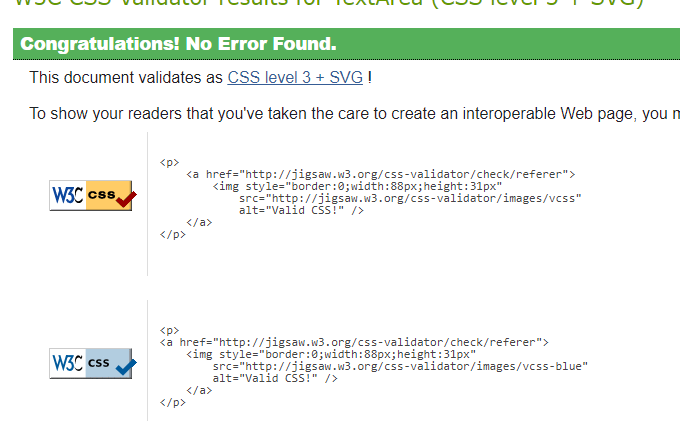 W3C CSS Validator results for TextArea (CSS level 3 + SVG)
Congratulations! No Error Found.
This document validates as CSS level 3 + SVG !
To show your readers that you've taken the care to create an interoperable Web page, you m
<p>
<a href="http://jigsaw.w3.org/css-validator/check/referer">
<img style="border:0;width:88px;height:31px"
src="http://jigsaw.w3.org/css-validator/images/vcss"
alt="Valid CSS!" />
</a>
</p>
W3C css
<p>
<a href="http://jigsaw.w3.org/css-validator/check/referer">
<img style="border:0;width:88px;height:31px"
src="http://jigsaw.w3.org/css-validator/images/vcss-blue"
alt="Valid CSS!" />
</a>
</p>
W3C css